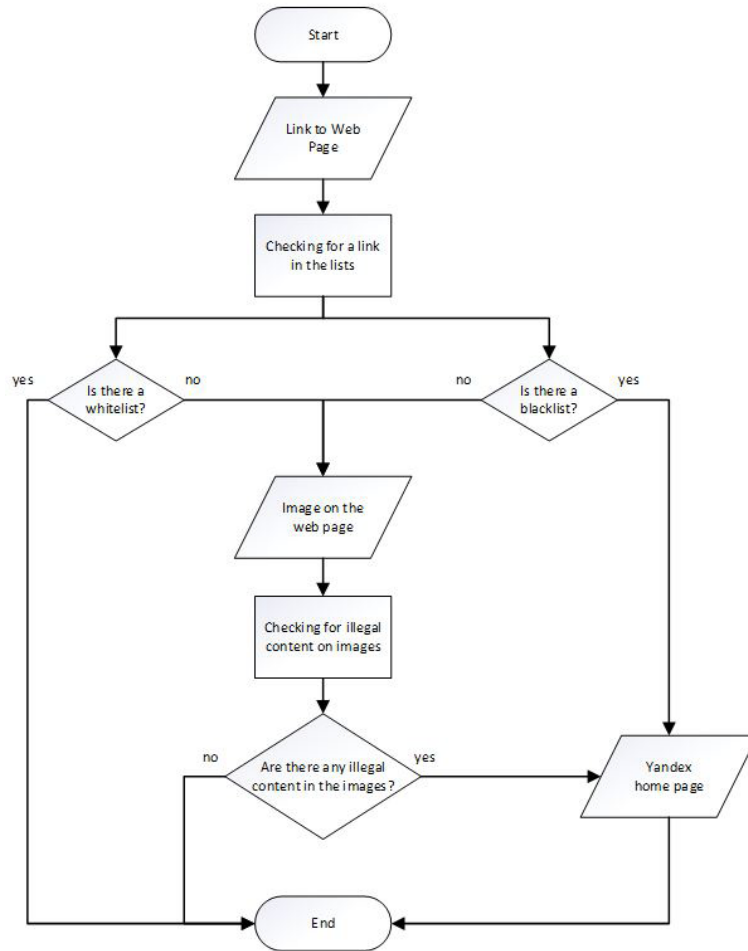 Start
Link to Web
Page
Checking for a link
in the lists
yes
Is there a
whitelist?
no
no
Is there a
blacklist?
yes
Image on the
web page
Checking for illegal
content on images
no
Are there any illegal
content in the images?
yes
Yandex
home page
End